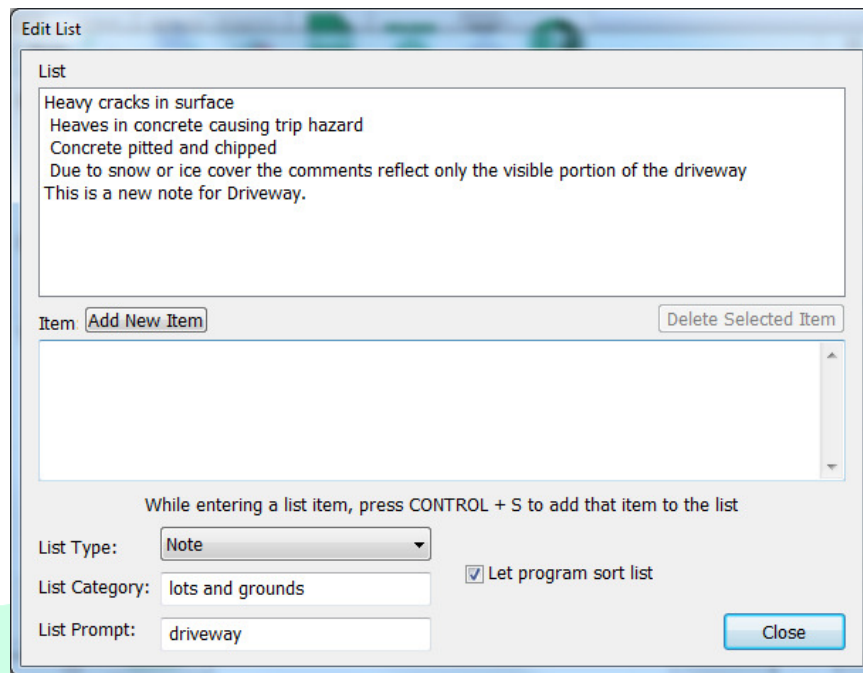 Edit List
List
Heavy cracks in surface
Heaves in concrete causing trip hazard
Concrete pitted and chipped
Due to snow or ice cover the comments reflect only the visible portion of the driveway
This is a new note for Driveway.
Item: Add New Item Delete Selected Item
While entering a list item, press CONTROL + S to add that item to the list
List Type: Note
Let program sort list
List Category: lots and grounds
List Prompt: driveway
Close